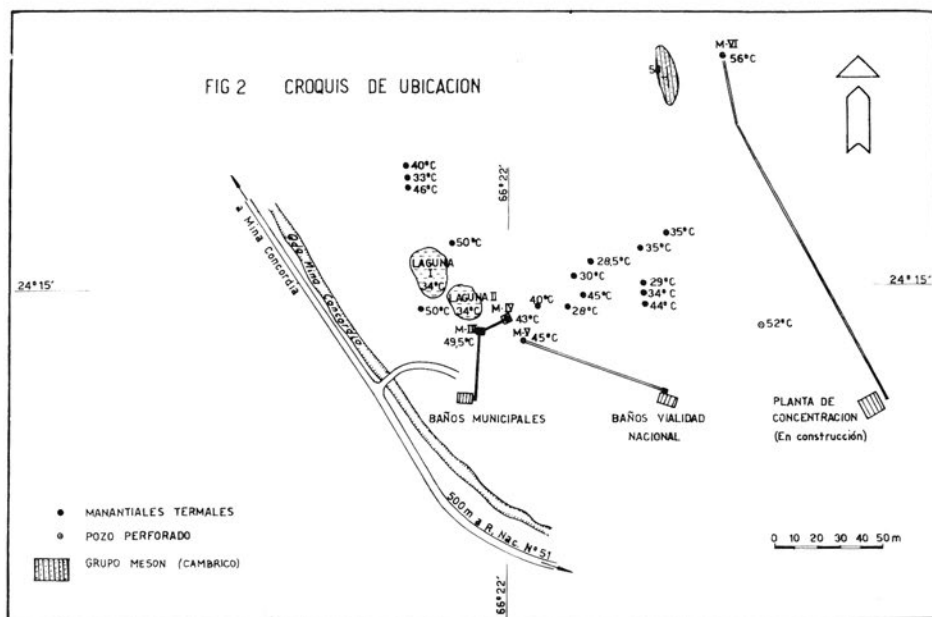 FIG 2 CROQUIS DE UBICACION
M-VI
56°C
40°C
33°C
46°C
66°22'
a Mina Concordia
Qda Mina Concordia
50°C
LAGUNA
I
34°C
35°C
35°C
28,5°C
30°C
29°C
34°C
44°C
24°15'
24°15'
LAGUNA II
34°C
50°C
M-IV
43°C
40°C
45°C
28°C
M-III
49,5°C
M-V
45°C
52°C
BAÑOS MUNICIPALES
BAÑOS VIALIDAD
NACIONAL
PLANTA DE
CONCENTRACION
(En construcción)
500m a R. Nac. N°51
MANANTIALES TERMALES
POZO PERFORADO
GRUPO MESON (CAMBRICO)
66°22'
0 10 20 30 40 50m